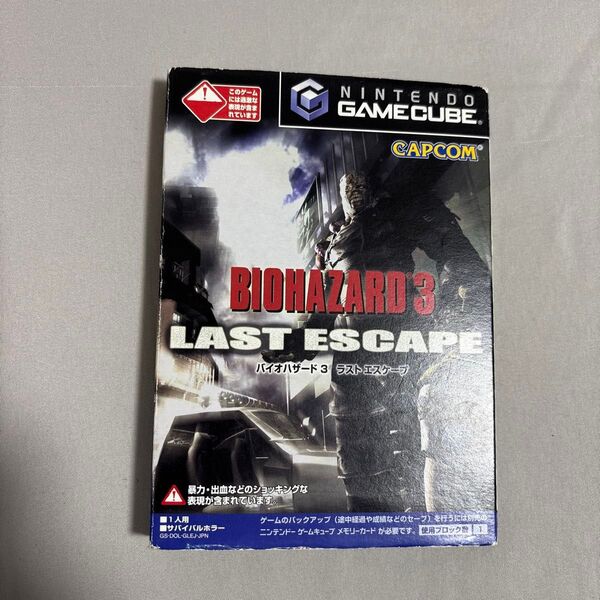 このゲーム
には過激な
表現が含ま
れています
NINTENDO
GAMECUBE
CAPCOM
BIOHAZARD 3
LAST ESCAPE
バイオハザード 3 ラスト エスケープ
暴力・出血などのショッキングな
表現が含まれています。
■1人用
■サバイバルホラー
GS-DOL-GLEJ-JPN
ゲームのバックアップ(途中経過や成績などのセーブ)を行うには別売の
ニンテンドー ゲームキューブ メモリーカード が必要です。
使用ブロック数 1